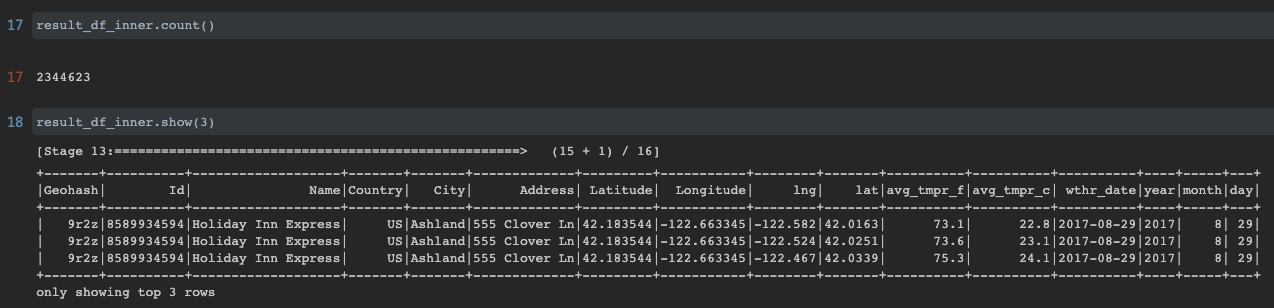 17 result_df_inner.count()
17 2344623
18 result_df_inner.show(3)
[Stage 13:====================================================> (15 + 1) / 16]
+-------+----------+-------------------+-------+-------+-------------+---------+-----------+--------+-------+----------+----------+----------+----+-----+---+
|Geohash|        Id|               Name|Country|   City|      Address| Latitude|  Longitude|     lng|    lat|avg_tmpr_f|avg_tmpr_c| wthr_date|year|month|day|
+-------+----------+-------------------+-------+-------+-------------+---------+-----------+--------+-------+----------+----------+----------+----+-----+---+
|   9r2z|8589934594|Holiday Inn Express|     US|Ashland|555 Clover Ln|42.183544|-122.663345|-122.582|42.0163|      73.1|      22.8|2017-08-29|2017|    8| 29|
|   9r2z|8589934594|Holiday Inn Express|     US|Ashland|555 Clover Ln|42.183544|-122.663345|-122.524|42.0251|      73.6|      23.1|2017-08-29|2017|    8| 29|
|   9r2z|8589934594|Holiday Inn Express|     US|Ashland|555 Clover Ln|42.183544|-122.663345|-122.467|42.0339|      75.3|      24.1|2017-08-29|2017|    8| 29|
+-------+----------+-------------------+-------+-------+-------------+---------+-----------+--------+-------+----------+----------+----------+----+-----+---+
only showing top 3 rows